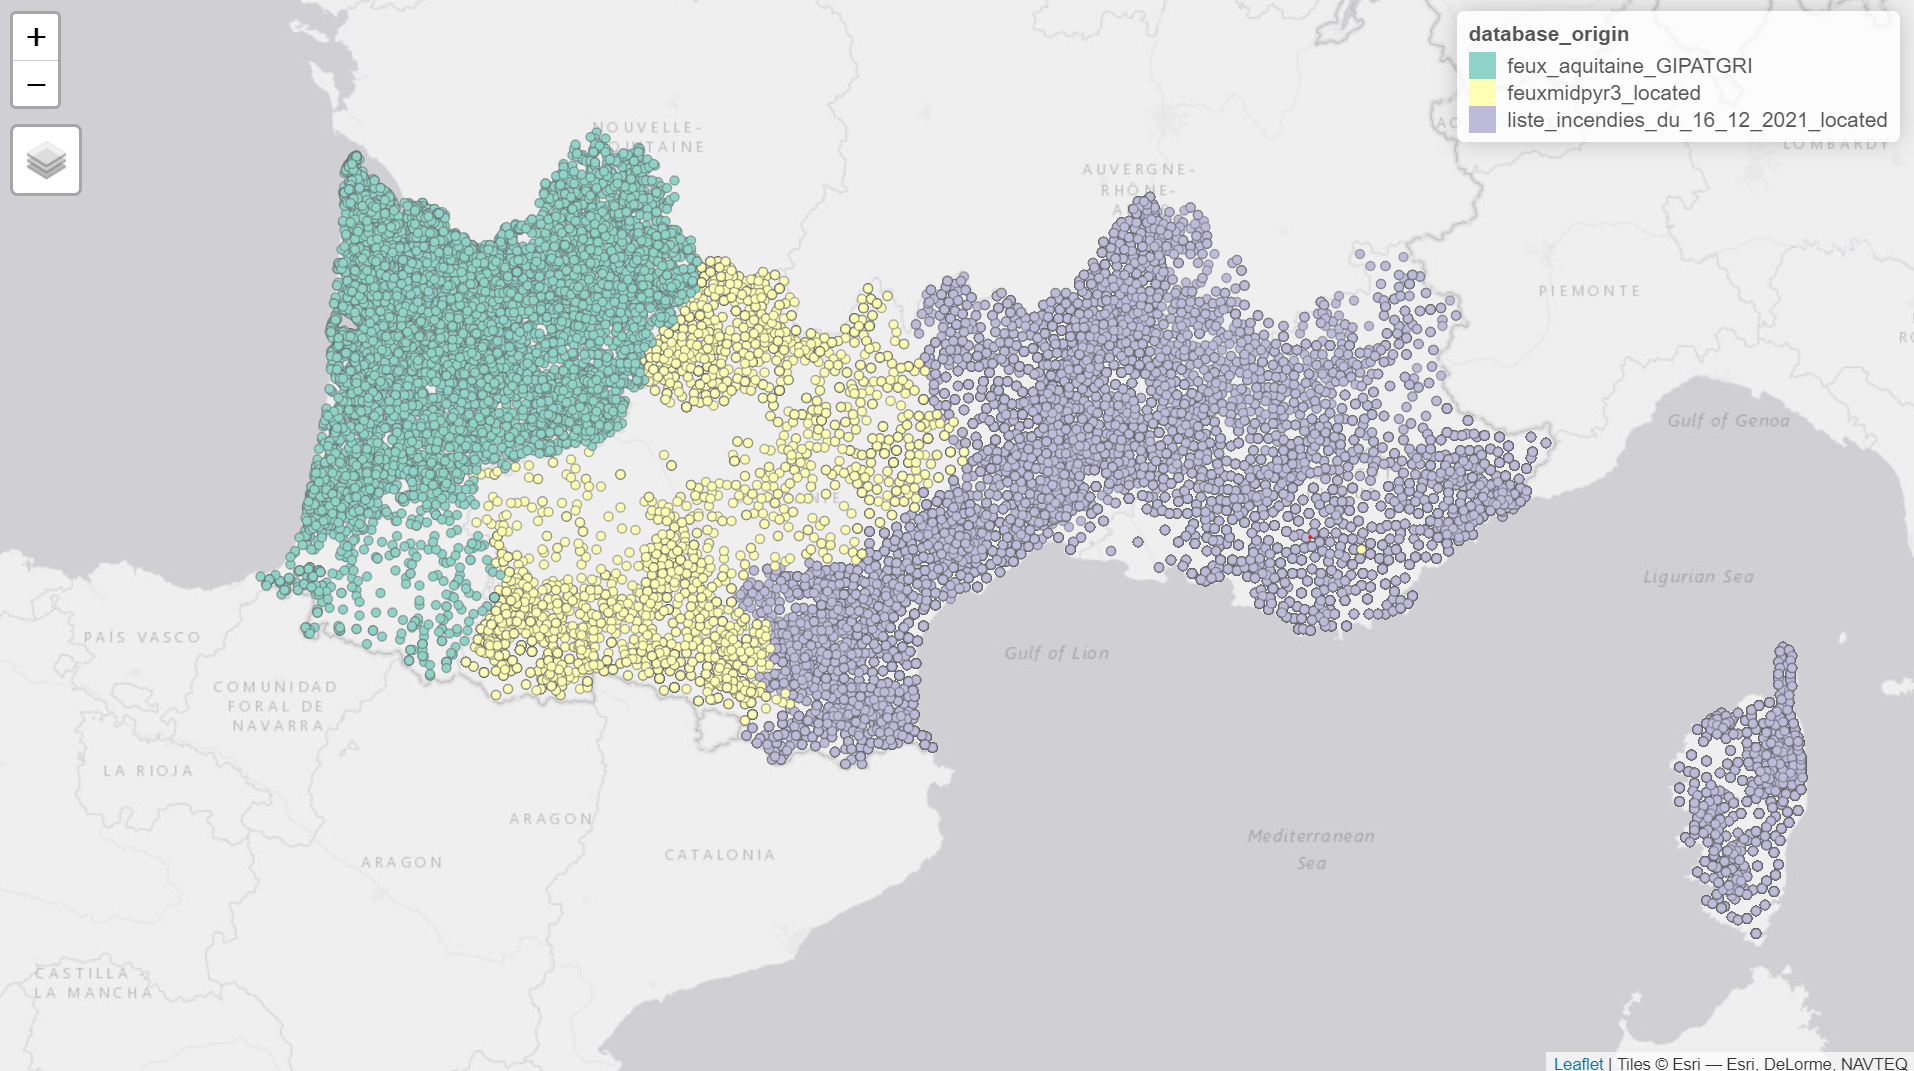 +
−
database_origin
feux_aquitaine_GIPATGRI
feuxmidpyr3_located
liste_incendies_du_16_12_2021_located
NOUVELLE-
AUVERGNE-
RHÔNE-
LOMBARDY
PIEMONTE
Gulf of Genoa
Ligurian Sea
PAÍS VASCO
Gulf of Lion
COMUNIDAD
FORAL DE
NAVARRA
LA RIOJA
ARAGON
ARAGON
CATALONIA
Mediterranean
Sea
CASTILLA -
LA MANCHA
Leaflet | Tiles © Esri — Esri, DeLorme, NAVTEQ